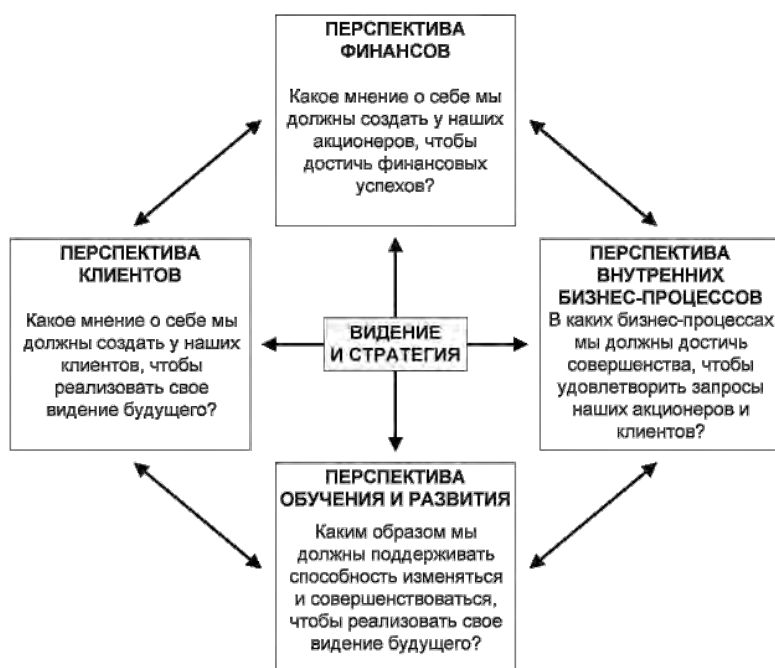 ПЕРСПЕКТИВА
ФИНАНСОВ
Какое мнение о себе мы
должны создать у наших
акционеров, чтобы
достичь финансовых
успехов?
ПЕРСПЕКТИВА
КЛИЕНТОВ
Какое мнение о себе мы
должны создать у наших
клиентов, чтобы
реализовать свое
видение будущего?
ВИДЕНИЕ
И СТРАТЕГИЯ
ПЕРСПЕКТИВА
ВНУТРЕННИХ
БИЗНЕС-ПРОЦЕССОВ
В каких бизнес-процессах
мы должны достичь
совершенства, чтобы
удовлетворить запросы
наших акционеров и
клиентов?
ПЕРСПЕКТИВА
ОБУЧЕНИЯ И РАЗВИТИЯ
Каким образом мы
должны поддерживать
способность изменяться
и совершенствоваться,
чтобы реализовать свое
видение будущего?